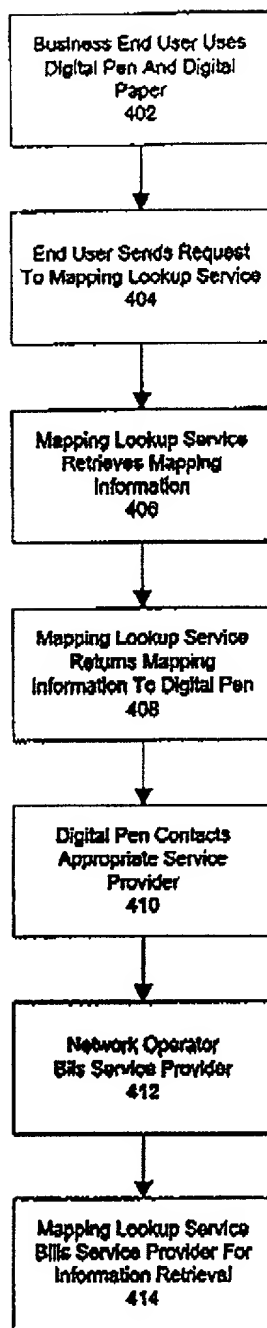 Business End User Uses
Digital Pen And Digital
Paper
402
End User Sends Request
To Mapping Lookup Service
404
Mapping Lookup Service
Retrieves Mapping
Information
406
Mapping Lookup Service
Returns Mapping
Information To Digital Pen
408
Digital Pen Contacts
Appropriate Service
Provider
410
Network Operator
Bills Service Provider
412
Mapping Lookup Service
Bills Service Provider For
Information Retrieval
414